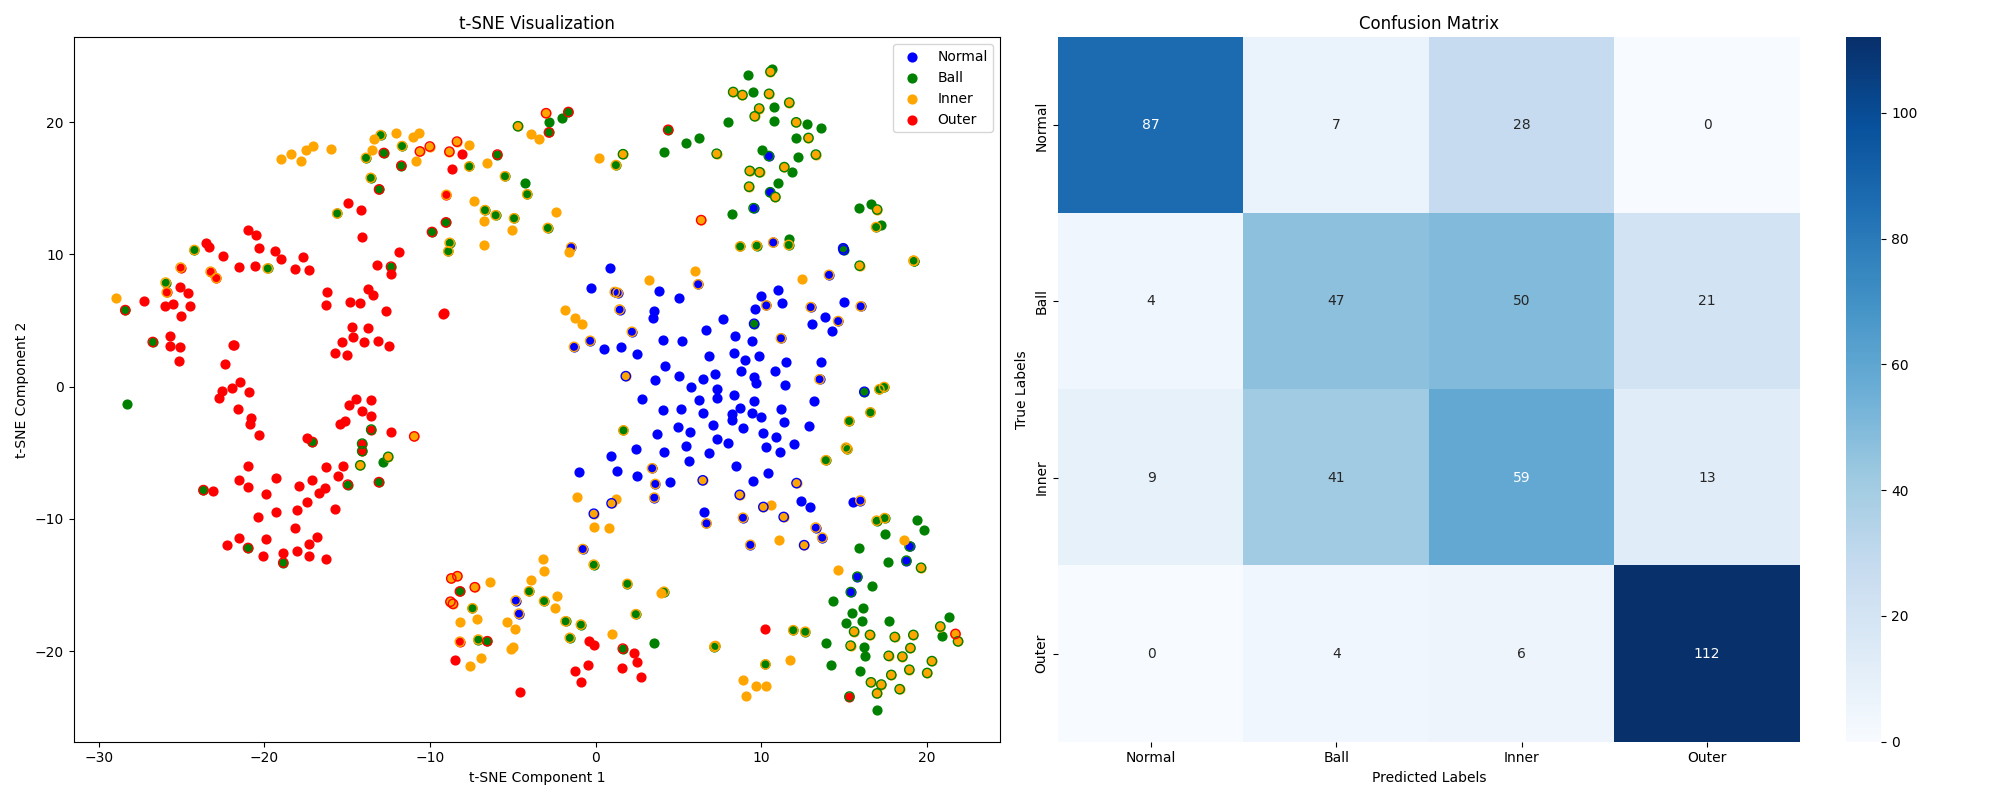 t-SNE Visualization
Normal
Ball
Inner
Outer
20
10
0
−10
−20
t-SNE Component 2
−30
−20
−10
0
10
20
t-SNE Component 1
Confusion Matrix
True Labels
Normal
87
7
28
0
Ball
4
47
50
21
Inner
9
41
59
13
Outer
0
4
6
112
Normal
Ball
Inner
Outer
Predicted Labels
100
80
60
40
20
0